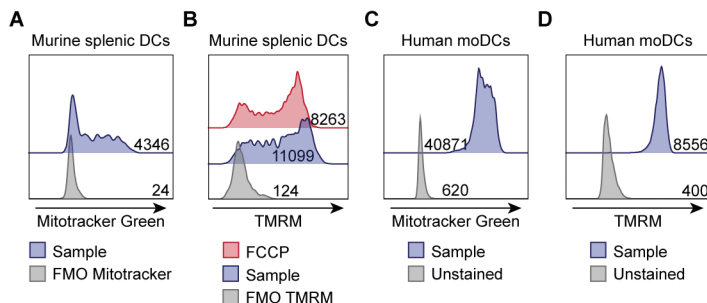 A
Murine splenic DCs
4346
24
Mitotracker Green
Sample
FMO Mitotracker
B
Murine splenic DCs
8263
11099
124
TMRM
FCCP
Sample
FMO TMRM
C
Human moDCs
40871
620
Mitotracker Green
Sample
Unstained
D
Human moDCs
8556
400
TMRM
Sample
Unstained